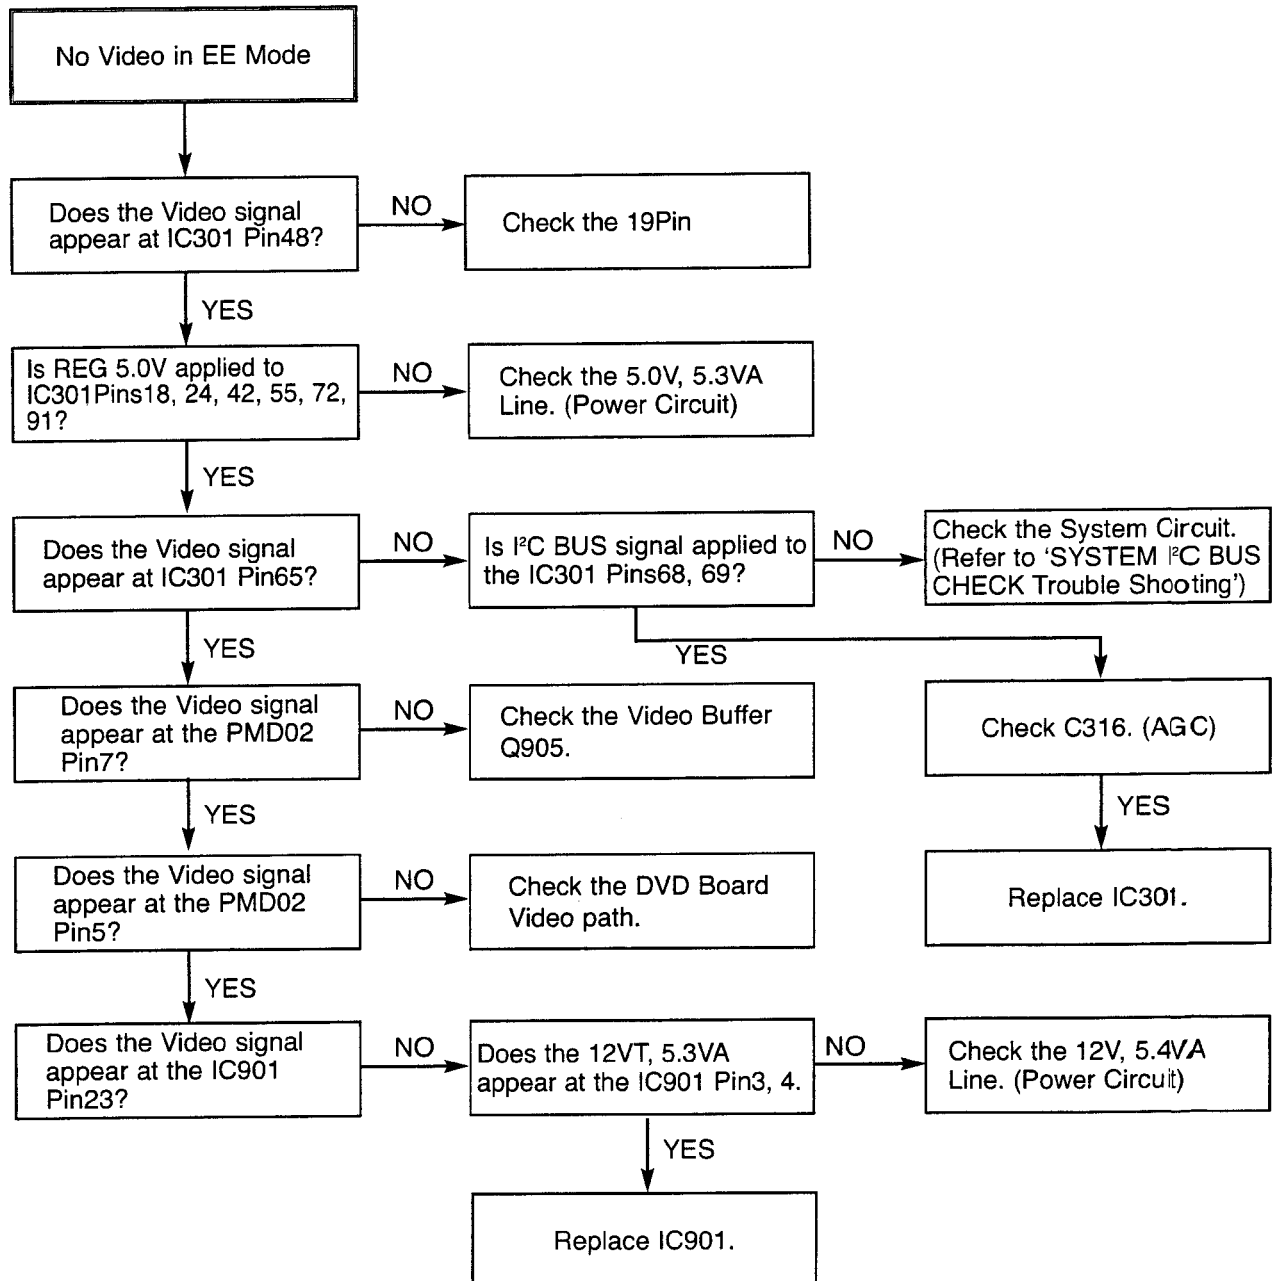 No Video in EE Mode
Does the Video signal
appear at IC301 Pin48?
NO
Check the 19Pin
YES
Is REG 5.0V applied to
IC301Pins18, 24, 42, 55, 72,
91?
NO
Check the 5.0V, 5.3VA
Line. (Power Circuit)
YES
Does the Video signal
appear at IC301 Pin65?
NO
Is I²C BUS signal applied to
the IC301 Pins68, 69?
NO
Check the System Circuit.
(Refer to ‘SYSTEM I²C BUS
CHECK Trouble Shooting’)
YES
YES
Does the Video signal
appear at the PMD02
Pin7?
NO
Check the Video Buffer
Q905.
Check C316. (AGC)
YES
YES
Does the Video signal
appear at the PMD02
Pin5?
NO
Check the DVD Board
Video path.
Replace IC301.
YES
Does the Video signal
appear at the IC901
Pin23?
NO
Does the 12VT, 5.3VA
appear at the IC901 Pin3, 4.
NO
Check the 12V, 5.4VA
Line. (Power Circuit)
YES
Replace IC901.